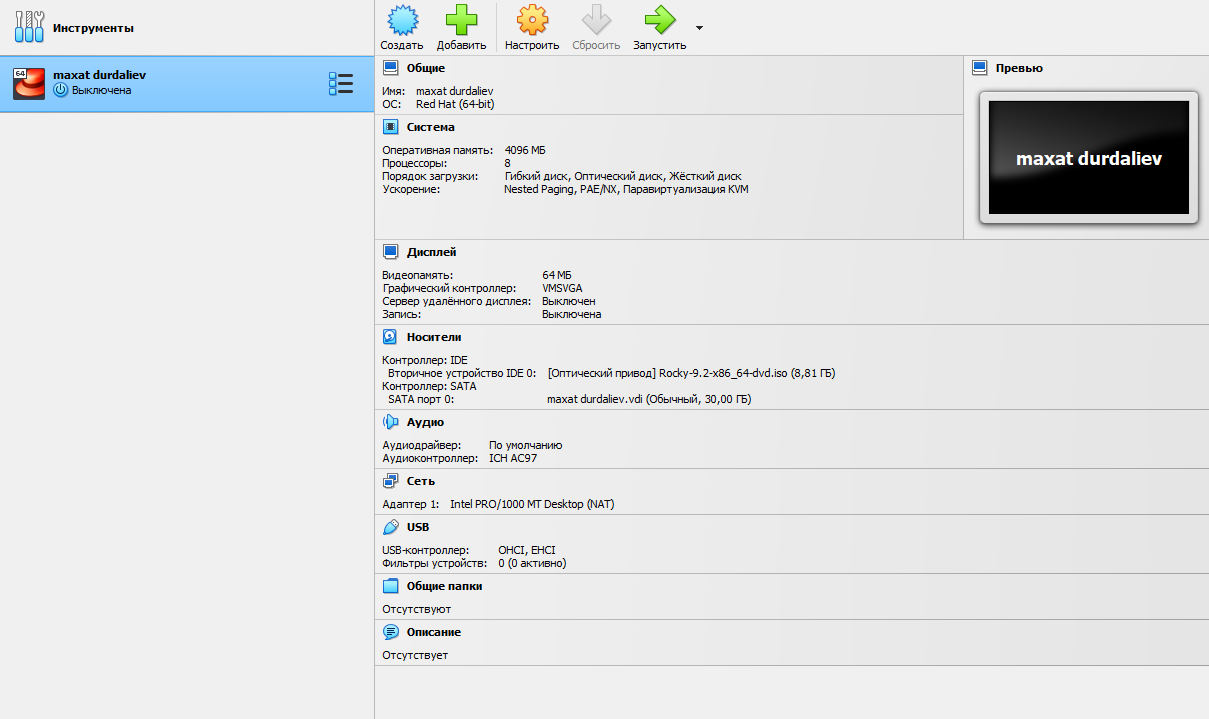 Инструменты
Создать Добавить Настроить Сбросить Запустить
64
maxat durdaliev
Выключена
Общие
Имя: maxat durdaliev
ОС: Red Hat (64-bit)
Превью
maxat durdaliev
Система
Оперативная память: 4096 МБ
Процессоры: 8
Порядок загрузки: Гибкий диск, Оптический диск, Жёсткий диск
Ускорение: Nested Paging, PAE/NX, Паравиртуализация KVM
Дисплей
Видеопамять: 64 МБ
Графический контроллер: VMSVGA
Сервер удалённого дисплея: Выключен
Запись: Выключена
Носители
Контроллер: IDE
Вторичное устройство IDE 0: [Оптический привод] Rocky-9.2-x86_64-dvd.iso (8,81 ГБ)
Контроллер: SATA
SATA порт 0: maxat durdaliev.vdi (Обычный, 30,00 ГБ)
Аудио
Аудиодрайвер: По умолчанию
Аудиоконтроллер: ICH AC97
Сеть
Адаптер 1: Intel PRO/1000 MT Desktop (NAT)
USB
USB-контроллер: OHCI, EHCI
Фильтры устройств: 0 (0 активно)
Общие папки
Отсутствуют
Описание
Отсутствует